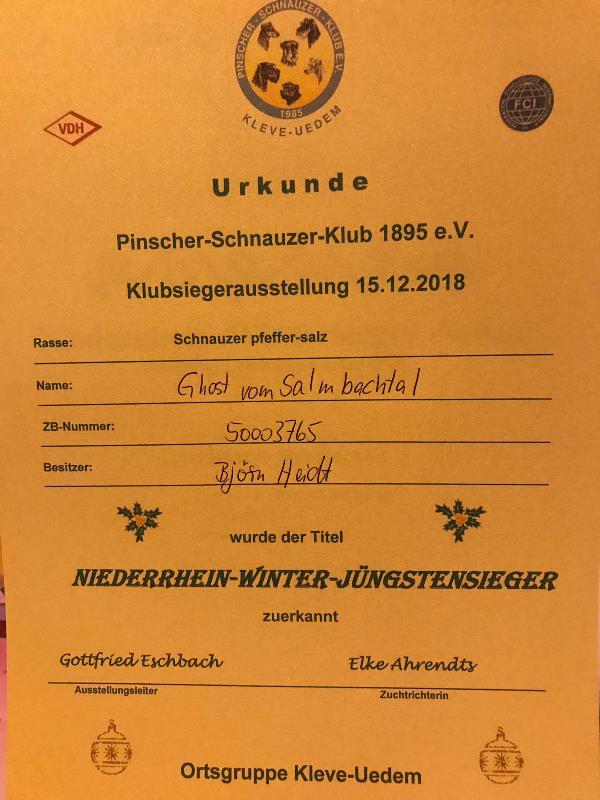 PINSCHER-SCHNAUZER-KLUB E.V.
1985
KLEVE-UEDEM
VDH
FCI
Urkunde
Pinscher-Schnauzer-Klub 1895 e.V.
Klubsiegerausstellung 15.12.2018
Rasse: Schnauzer pfeffer-salz
Name: Ghost vom Salmbachtal
ZB-Nummer: 50003765
Besitzer: Björn Heidt
wurde der Titel
NIEDERRHEIN-WINTER-JÜNGSTENSIEGER
zuerkannt
Gottfried Eschbach Elke Ahrendts
Ausstellungsleiter Zuchtrichterin
Ortsgruppe Kleve-Uedem